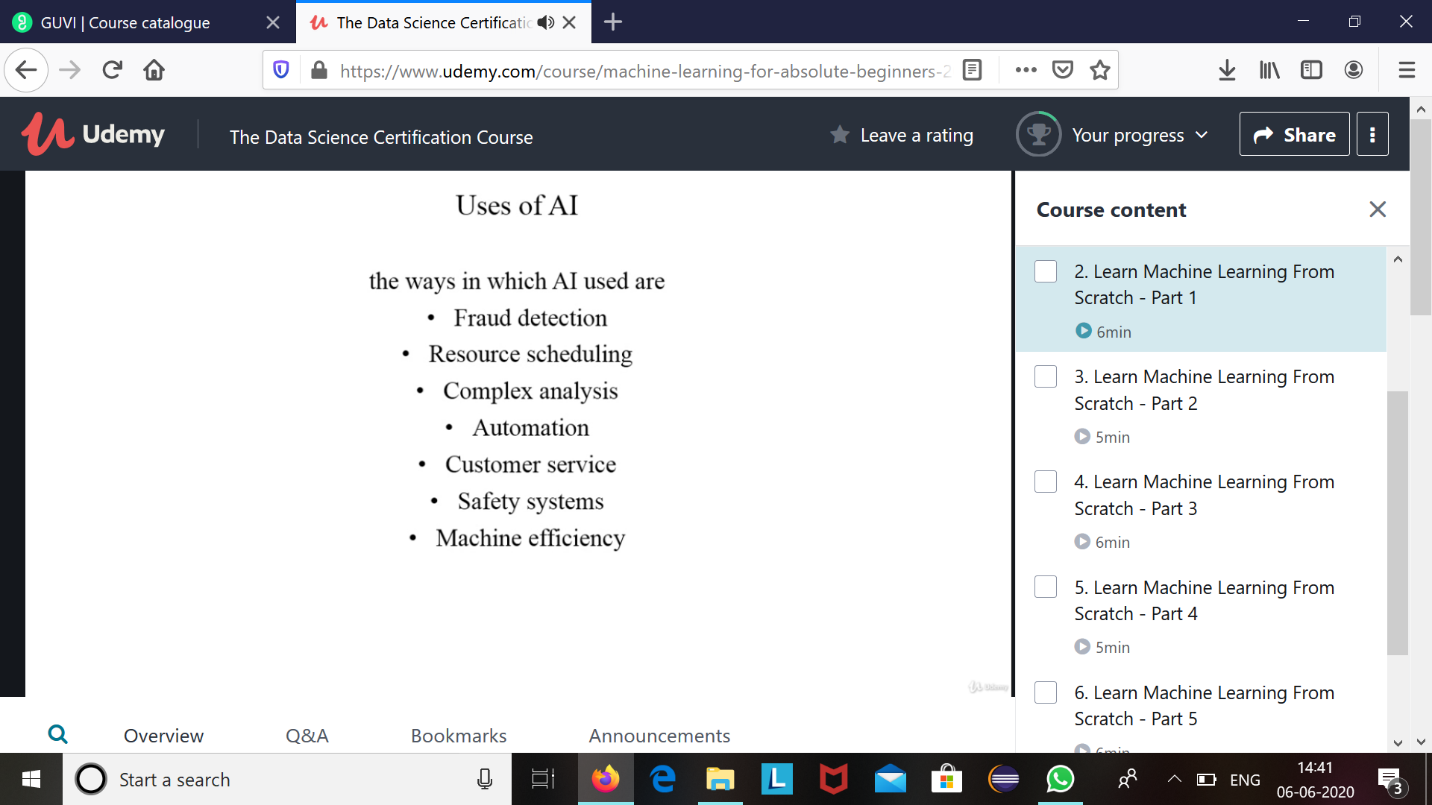 GUVI | Course catalogue
The Data Science Certificatio
https://www.udemy.com/course/machine-learning-for-absolute-beginners-2
Udemy
The Data Science Certification Course
Leave a rating
Your progress
Share
Uses of AI
the ways in which AI used are
• Fraud detection
• Resource scheduling
• Complex analysis
• Automation
• Customer service
• Safety systems
• Machine efficiency
Udemy
Course content
2. Learn Machine Learning From
Scratch - Part 1
6min
3. Learn Machine Learning From
Scratch - Part 2
5min
4. Learn Machine Learning From
Scratch - Part 3
6min
5. Learn Machine Learning From
Scratch - Part 4
5min
6. Learn Machine Learning From
Scratch - Part 5
6min
Overview
Q&A
Bookmarks
Announcements
Start a search
L
ENG
14:41
06-06-2020
3